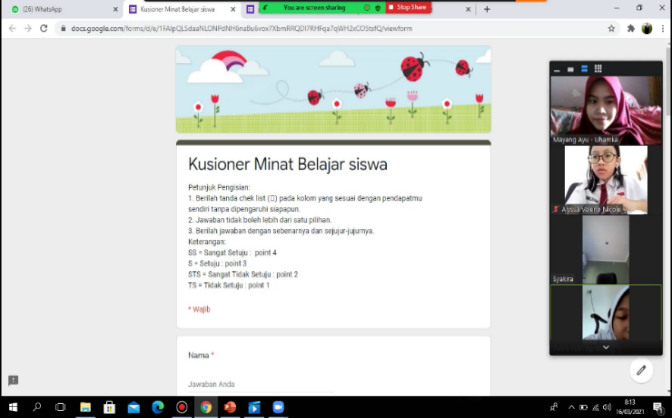 (26) WhatsApp
Kusioner Minat Belajar siswa
You are screen sharing
Stop Share
Kusioner Minat Belajar siswa
Petunjuk Pengisian:
1. Berilah tanda chek list (▯) pada kolom yang sesuai dengan pendapatmu
sendiri tanpa dipengaruhi siapapun.
2. Jawaban tidak boleh lebih dari satu pilihan.
3. Berilah jawaban dengan sebenarnya dan sejujur-jujurnya.
Keterangan:
SS = Sangat Setuju : point 4
S = Setuju : point 3
STS = Sangat Tidak Setuju : point 2
TS = Tidak Setuju : point 1
* Wajib
Nama *
Jawaban Anda
Mayang Ayu - Uhamka
Syakira
8:13
16/03/2021